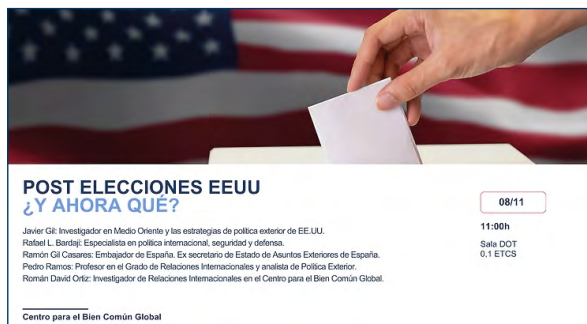 POST ELECCIONES EEUU
¿Y AHORA QUÉ?
Javier Gil: Investigador en Medio Oriente y las estrategias de política exterior de EE.UU.
Rafael L. Bardají: Especialista en política internacional, seguridad y defensa.
Ramón Gil Casares: Embajador de España. Ex secretario de Estado de Asuntos Exteriores de España.
Pedro Ramos: Profesor en el Grado de Relaciones Internacionales y analista de Política Exterior.
Román David Ortiz: Investigador de Relaciones Internacionales en el Centro para el Bien Común Global.
08/11
11:00h
Sala DOT
0,1 ETCS
Centro para el Bien Común Global